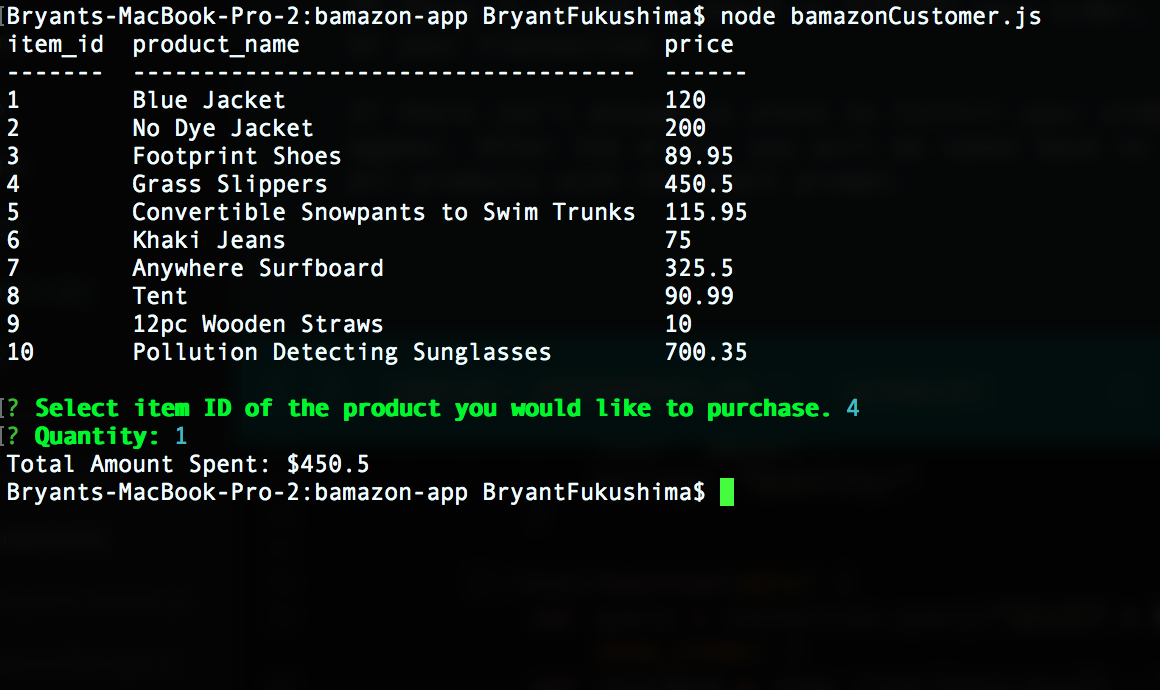 Bryants-MacBook-Pro-2:bamazon-app BryantFukushima$ node bamazonCustomer.js
item_id  product_name                          price
-------  ------------------------------------  ------
1        Blue Jacket                           120
2        No Dye Jacket                         200
3        Footprint Shoes                       89.95
4        Grass Slippers                        450.5
5        Convertible Snowpants to Swim Trunks  115.95
6        Khaki Jeans                           75
7        Anywhere Surfboard                    325.5
8        Tent                                  90.99
9        12pc Wooden Straws                    10
10       Pollution Detecting Sunglasses        700.35
? Select item ID of the product you would like to purchase. 4
? Quantity: 1
Total Amount Spent: $450.5
Bryants-MacBook-Pro-2:bamazon-app BryantFukushima$